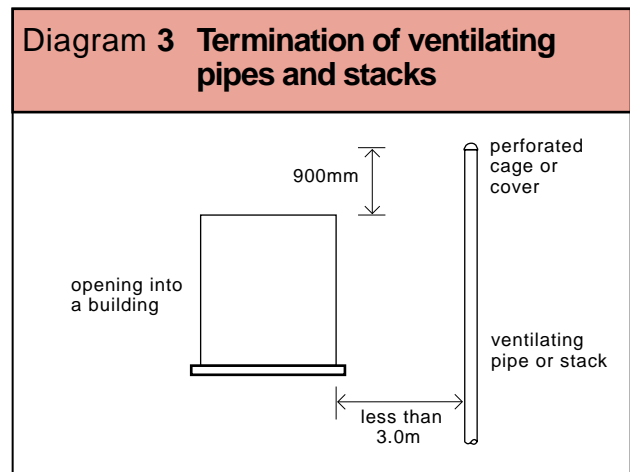 Diagram 3 Termination of ventilating
pipes and stacks
perforated
cage or
cover
900mm
opening into
a building
ventilating
pipe or stack
less than
3.0m